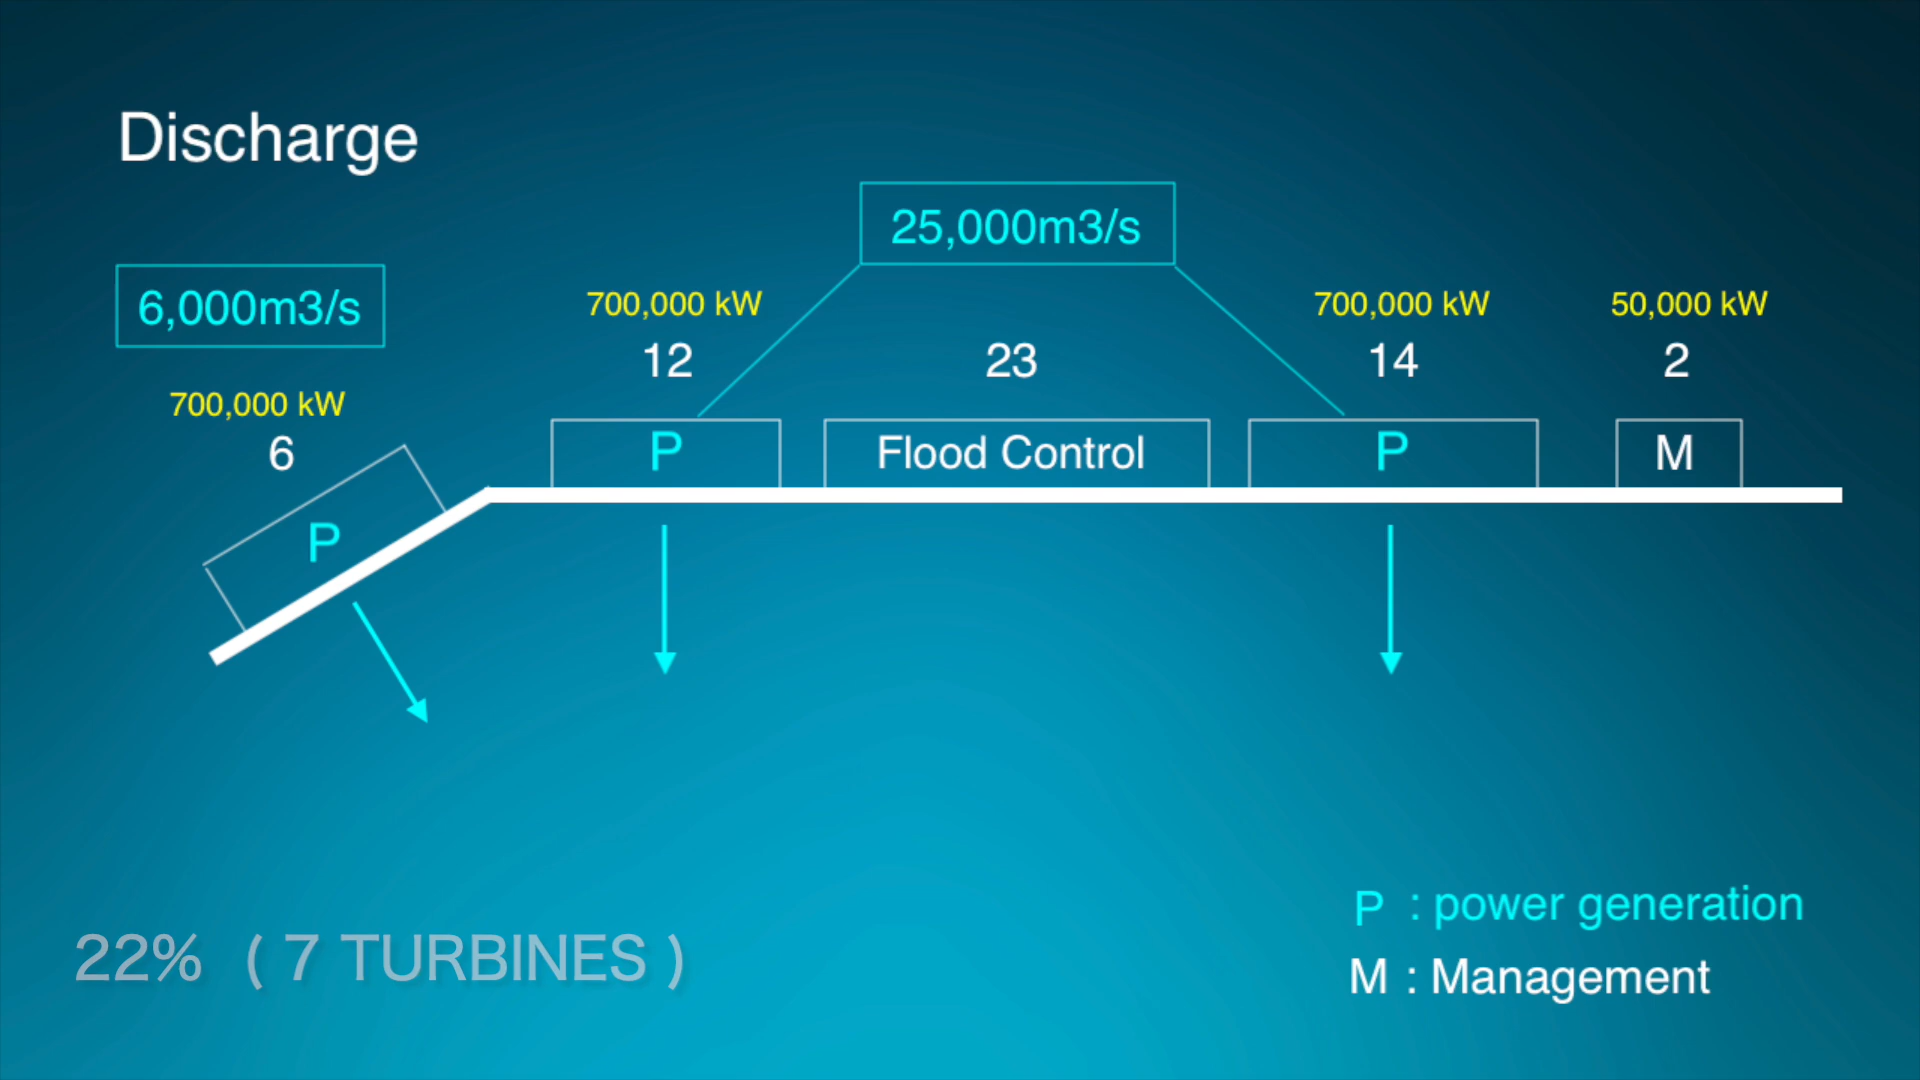 Discharge
25,000m3/s
6,000m3/s
700,000 kW
700,000 kW
50,000 kW
12
23
14
2
700,000 kW
6
P
Flood Control
P
M
P
P : power generation
22% ( 7 TURBINES )
M : Management